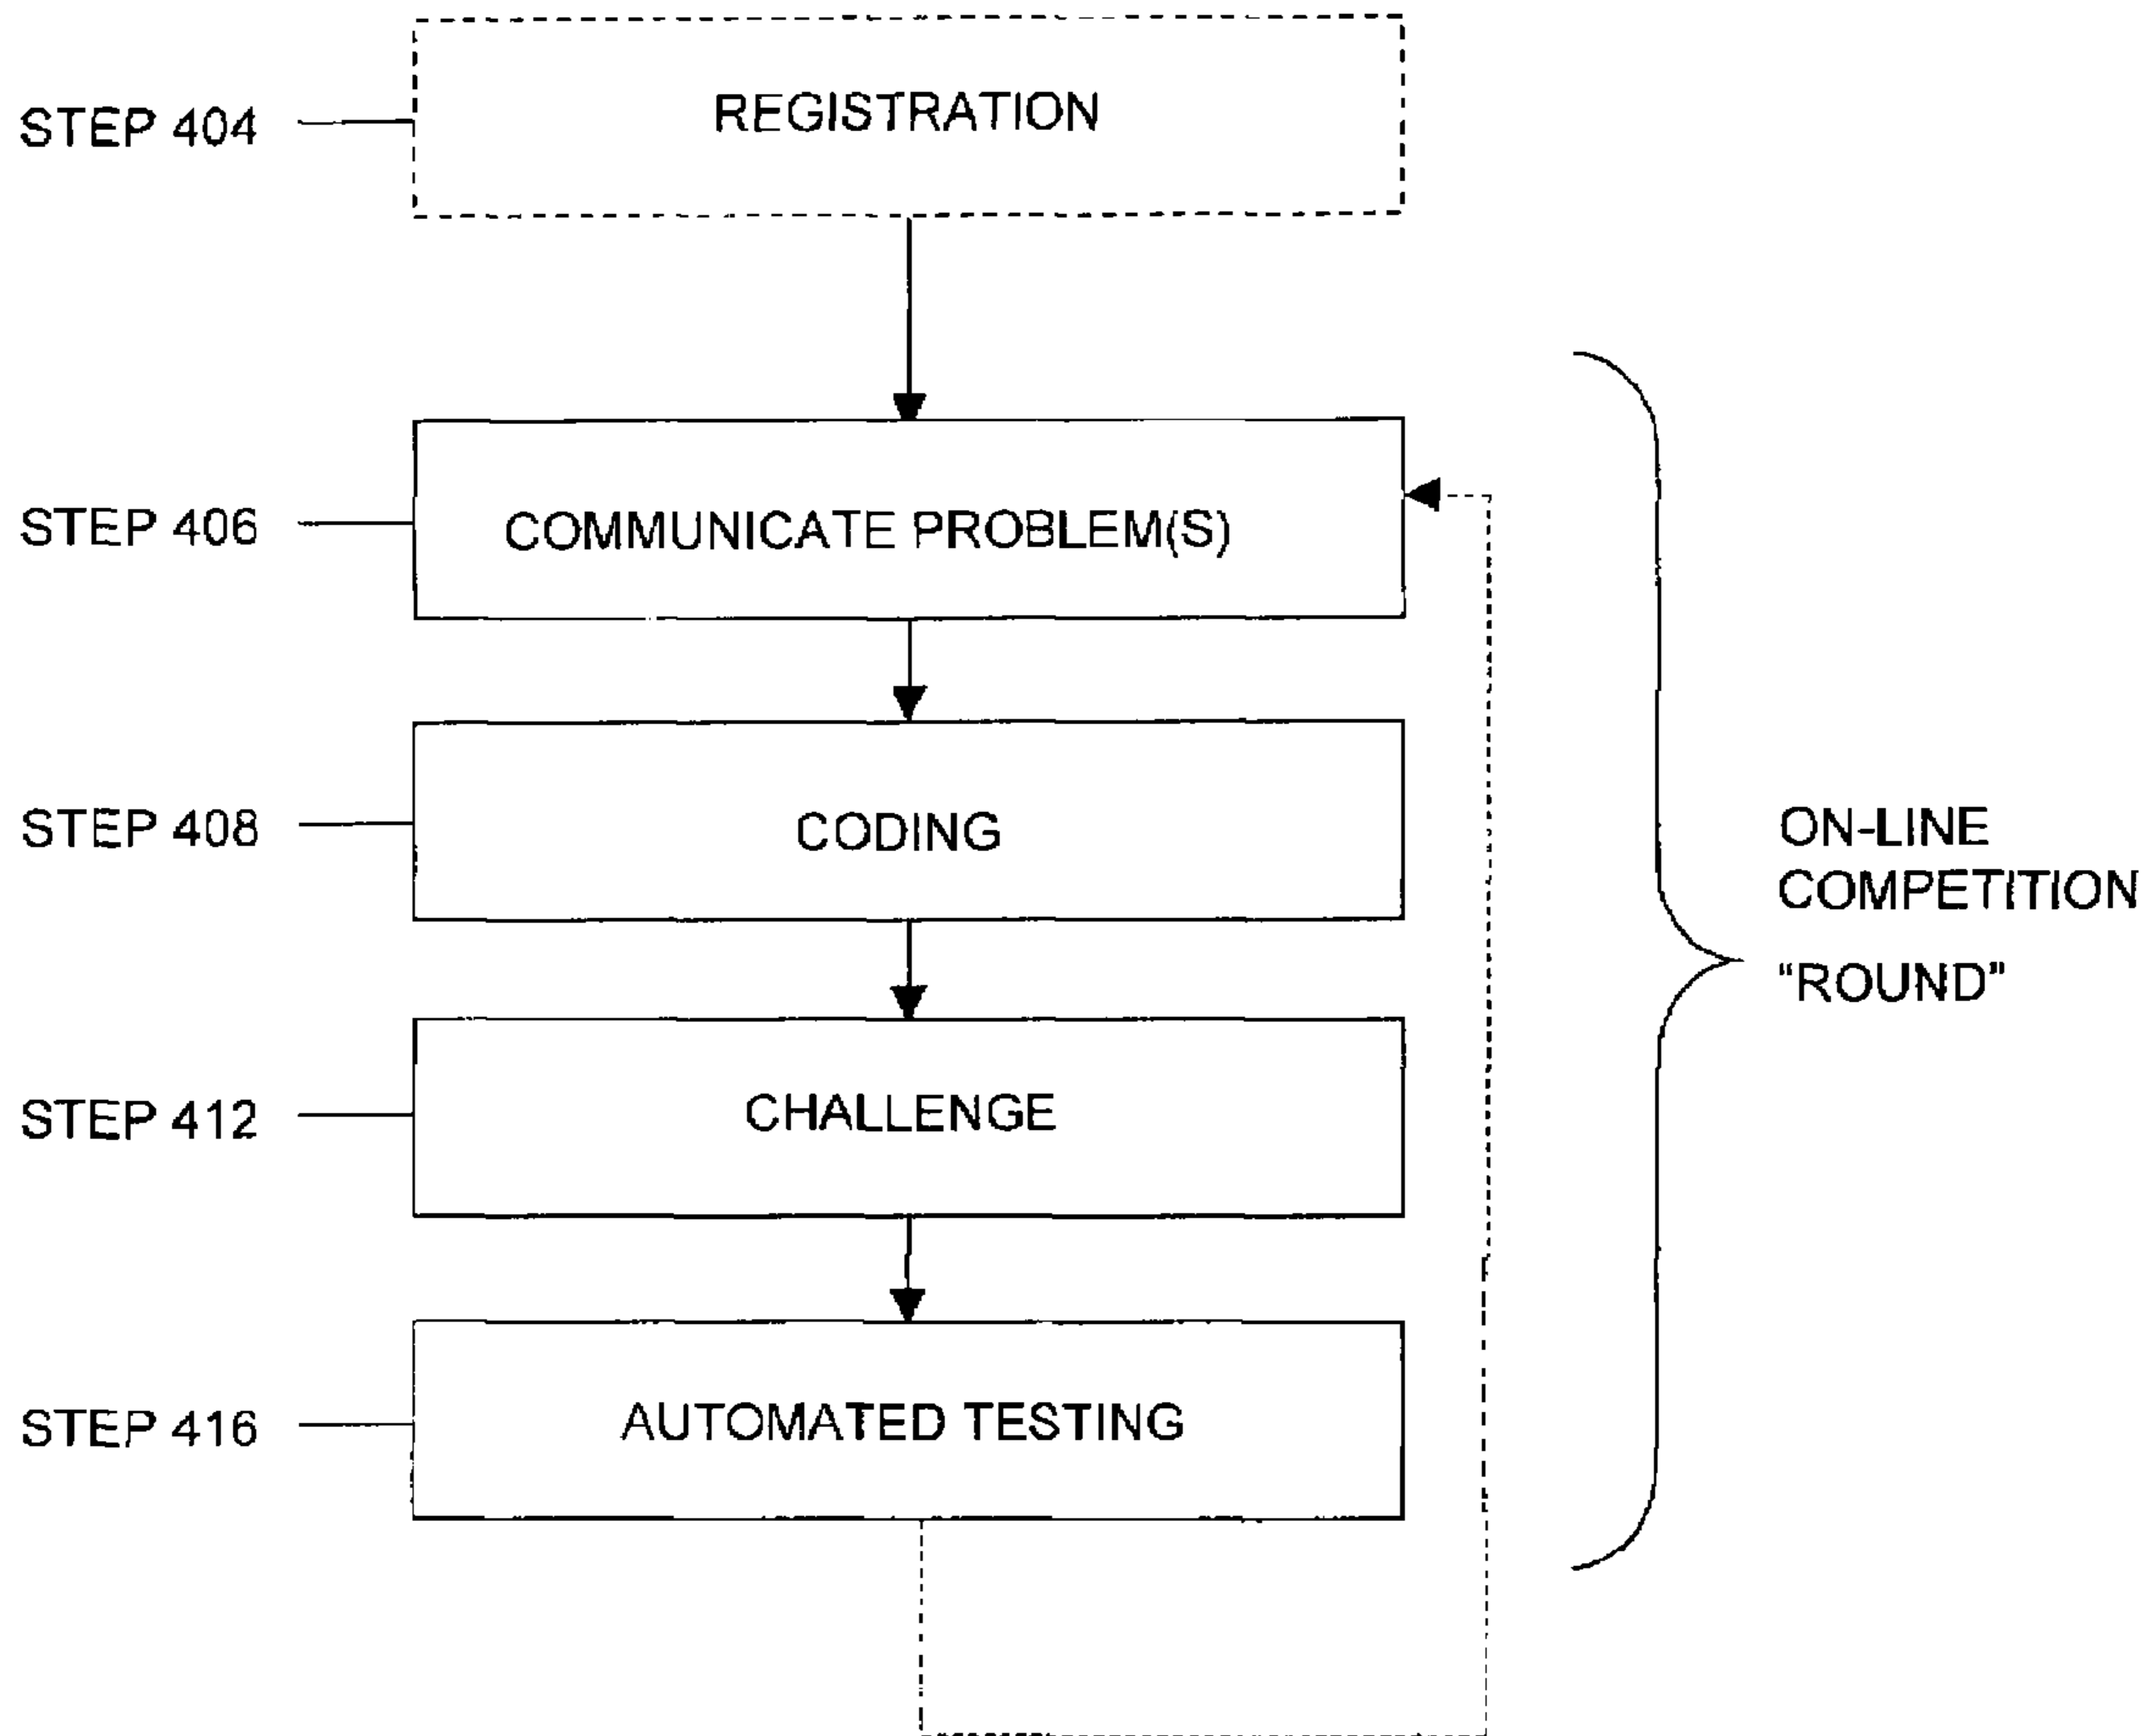 STEP 404
REGISTRATION
STEP 406
COMMUNICATE PROBLEM(S)
STEP 408
CODING
ON-LINE
COMPETITION
"ROUND"
STEP 412
CHALLENGE
STEP 416
AUTOMATED TESTING